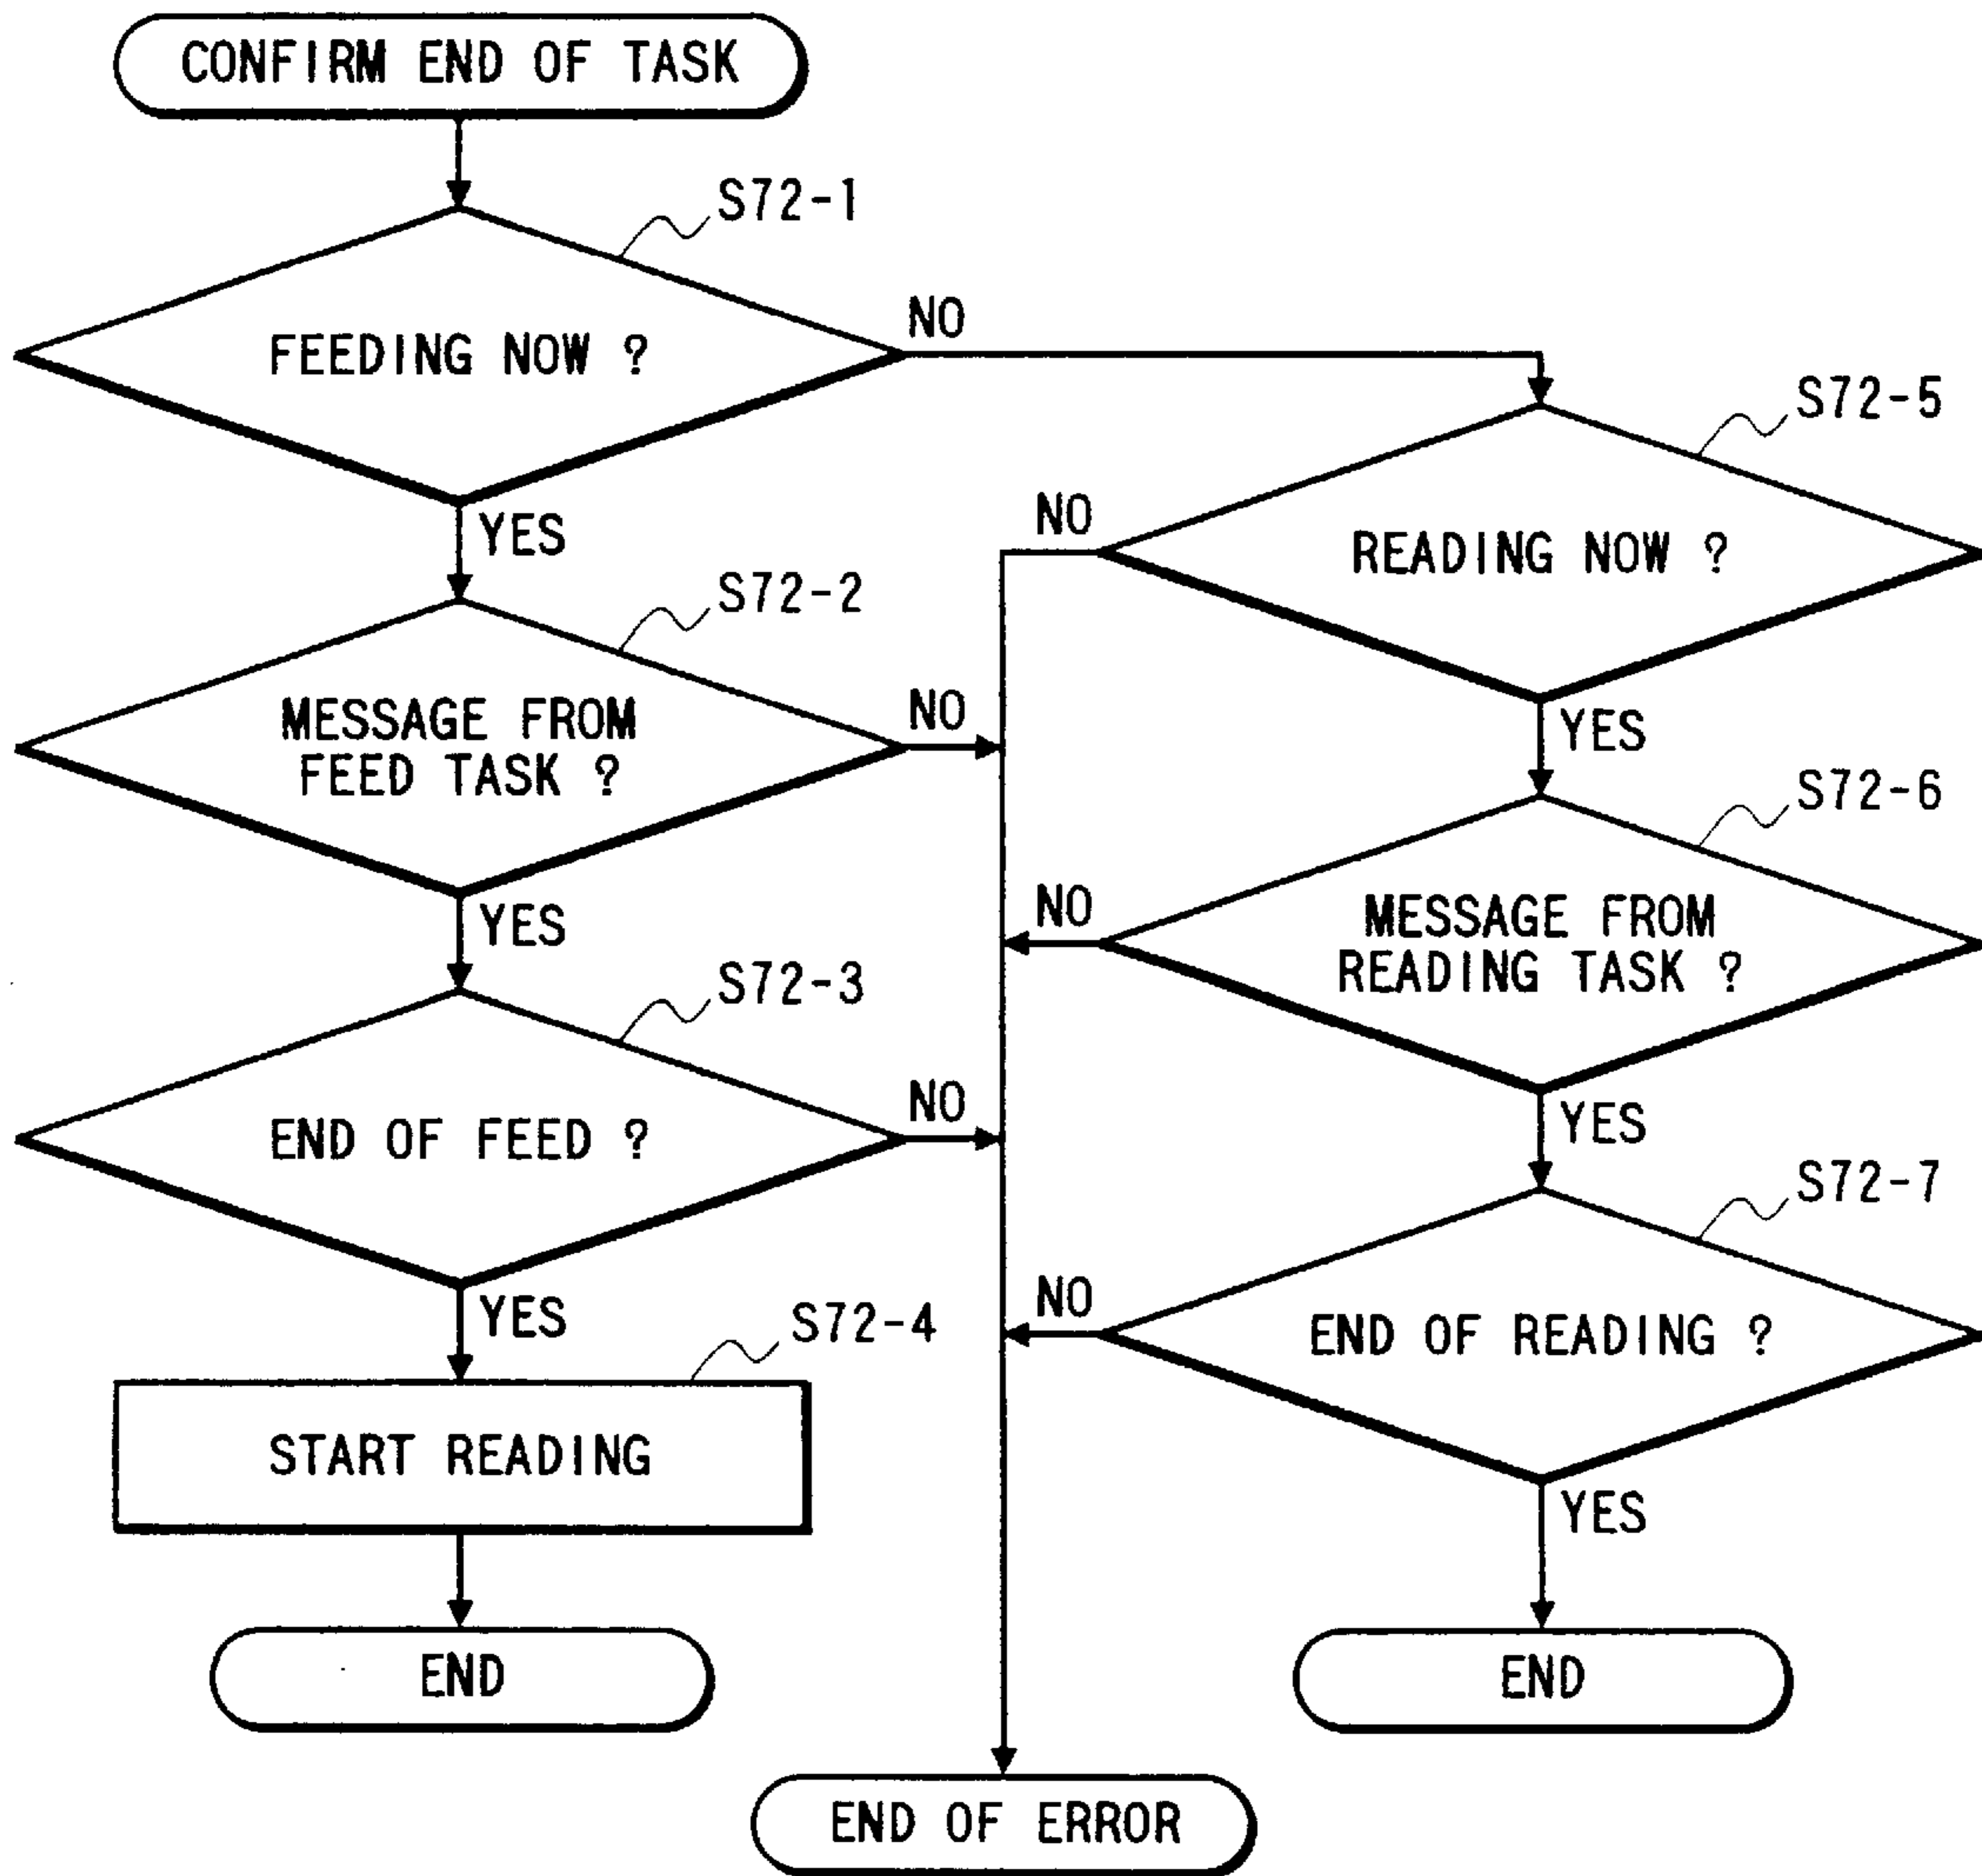 CONFIRM END OF TASK
S72-1
FEEDING NOW ?
NO
YES
S72-2
MESSAGE FROM
FEED TASK ?
NO
YES
S72-3
END OF FEED ?
NO
YES
S72-4
START READING
END
S72-5
READING NOW ?
NO
YES
S72-6
MESSAGE FROM
READING TASK ?
NO
YES
S72-7
END OF READING ?
NO
YES
END
END OF ERROR